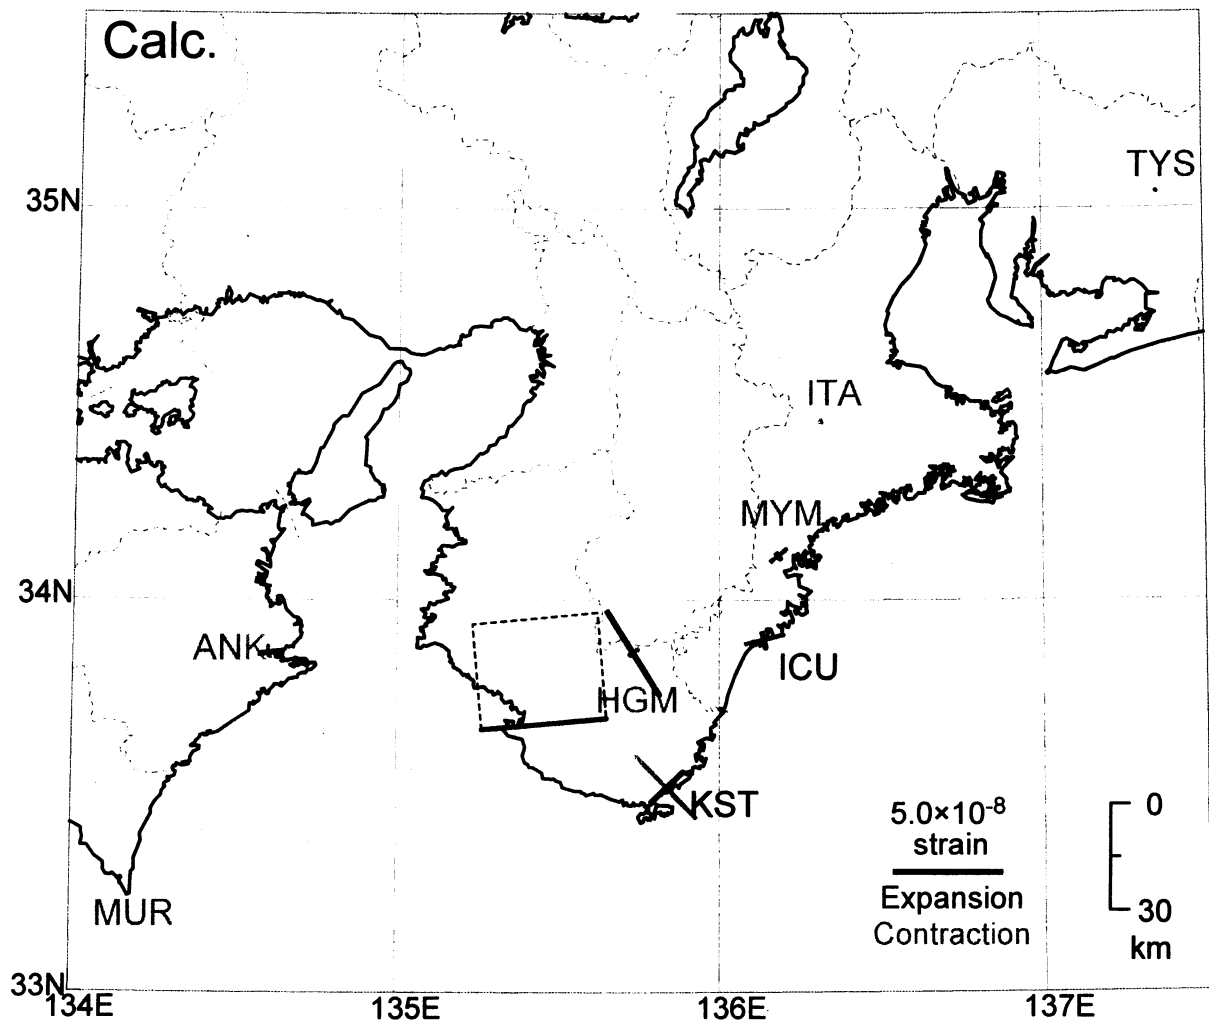 Calc.
TYS
35N
ITA
MYM
34N
ANK
ICU
HGM
KST
5.0×10⁻⁸
strain
0
Expansion
Contraction
30
km
MUR
33N
134E
135E
136E
137E